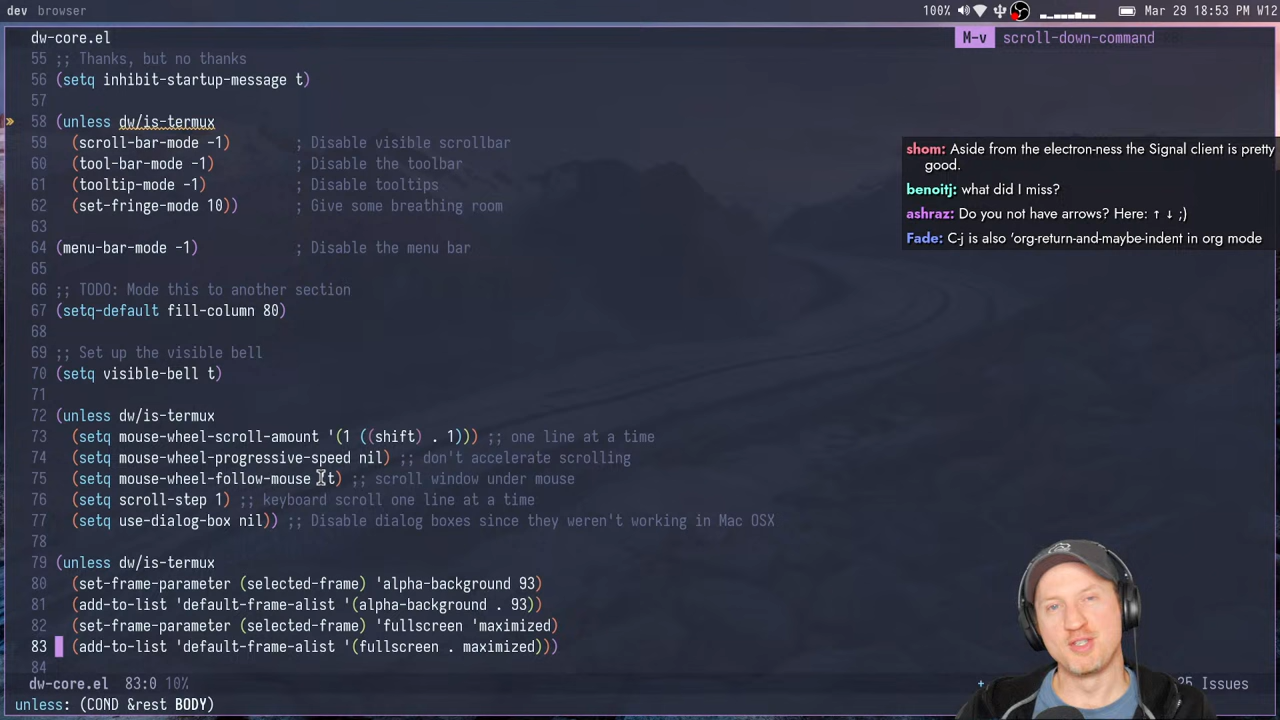 dev browser
100% Mar 29 18:53 PM W12
dw-core.el
M-v scroll-down-command
55 ;; Thanks, but no thanks
56 (setq inhibit-startup-message t)
57
58 (unless dw/is-termux
59 (scroll-bar-mode -1) ; Disable visible scrollbar
60 (tool-bar-mode -1) ; Disable the toolbar
61 (tooltip-mode -1) ; Disable tooltips
62 (set-fringe-mode 10)) ; Give some breathing room
63
64 (menu-bar-mode -1) ; Disable the menu bar
65
66 ;; TODO: Mode this to another section
67 (setq-default fill-column 80)
68
69 ;; Set up the visible bell
70 (setq visible-bell t)
71
72 (unless dw/is-termux
73 (setq mouse-wheel-scroll-amount '(1 ((shift) . 1))) ;; one line at a time
74 (setq mouse-wheel-progressive-speed nil) ;; don't accelerate scrolling
75 (setq mouse-wheel-follow-mouse 't) ;; scroll window under mouse
76 (setq scroll-step 1) ;; keyboard scroll one line at a time
77 (setq use-dialog-box nil)) ;; Disable dialog boxes since they weren't working in Mac OSX
78
79 (unless dw/is-termux
80 (set-frame-parameter (selected-frame) 'alpha-background 93)
81 (add-to-list 'default-frame-alist '(alpha-background . 93))
82 (set-frame-parameter (selected-frame) 'fullscreen 'maximized)
83 (add-to-list 'default-frame-alist '(fullscreen . maximized)))
84
shom: Aside from the electron-ness the Signal client is pretty
good.
benoitj: what did I miss?
ashraz: Do you not have arrows? Here: ↑ ↓ ;)
Fade: C-j is also 'org-return-and-maybe-indent in org mode
dw-core.el 83:0 10% + 25 Issues
unless: (COND &rest BODY)